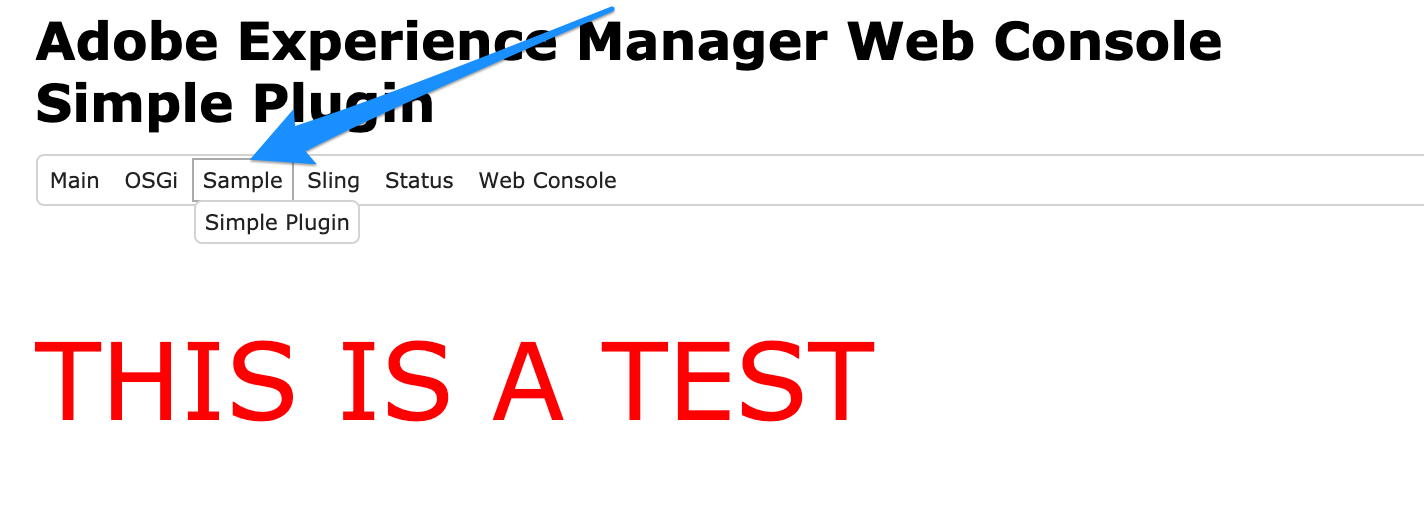 Adobe Experience Manager Web Console
Simple Plugin
Main OSGi Sample Sling Status Web Console
Simple Plugin
THIS IS A TEST